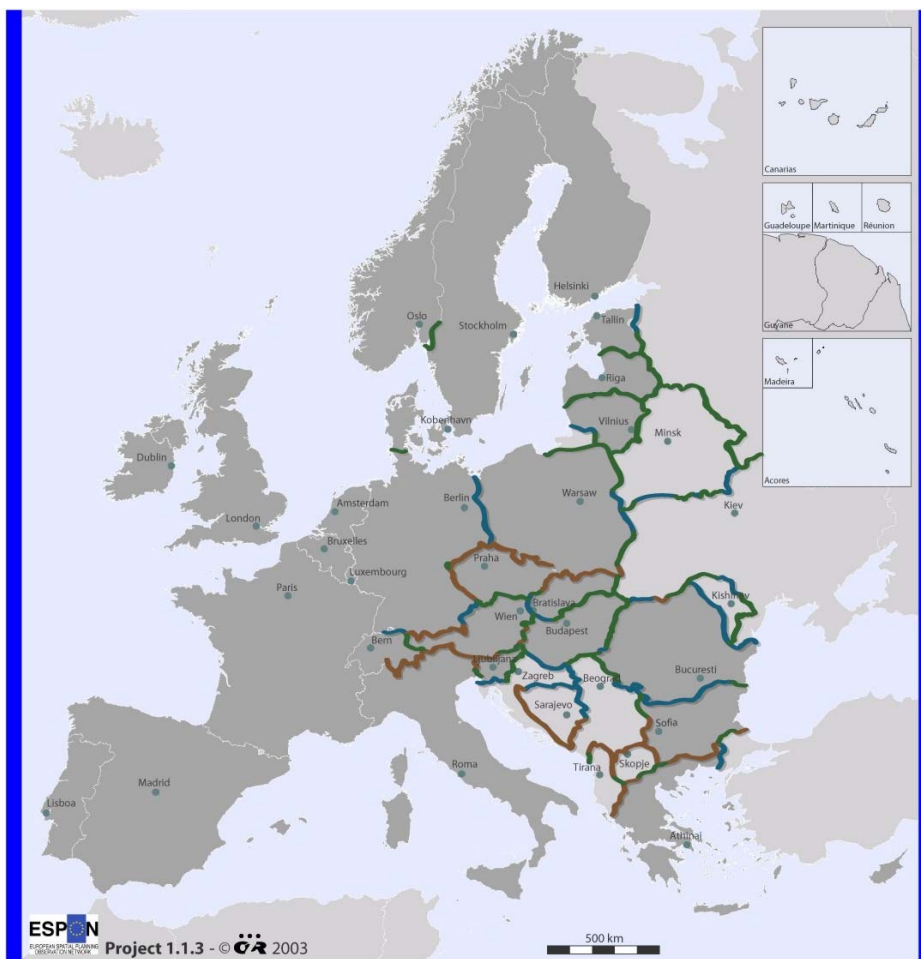 Canarias
Guadeloupe
Martinique
Réunion
Guyane
Madeira
Acores
Helsinki
Oslo
Stockholm
Tallin
Riga
Kobenhavn
Vilnius
Minsk
Dublin
Berlin
Warsaw
Amsterdam
Kiev
London
Bruxelles
Praha
Luxembourg
Paris
Kishinev
Wien
Bratislava
Budapest
Bern
Ljubljana
Zagreb
Beograd
Bucuresti
Sarajevo
Sofia
Skopje
Tirana
Roma
Madrid
Lisboa
Athinai
ESPON
EUROPEAN SPATIAL PLANNING
OBSERVATION NETWORK
Project 1.1.3 - © 2003
500 km